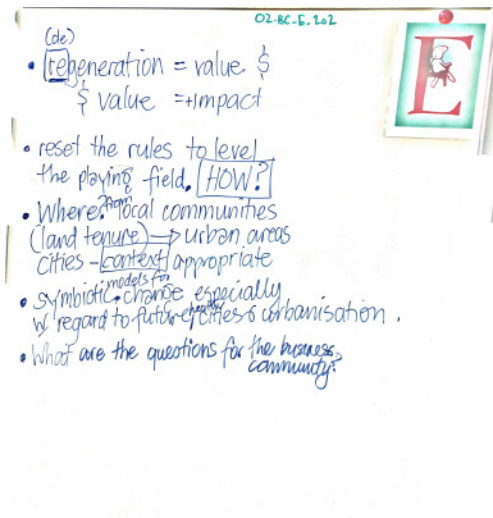 02-BC-E.202
E
(de)
• regeneration = value $
$ value =+impact
• reset the rules to level
the playing field. HOW?
• Where? from local communities
(land tenure) → urban areas
cities - context appropriate
• symbiotic models for change especially
w/ regard to future healthy cities & urbanisation.
• What are the questions for the business
community?